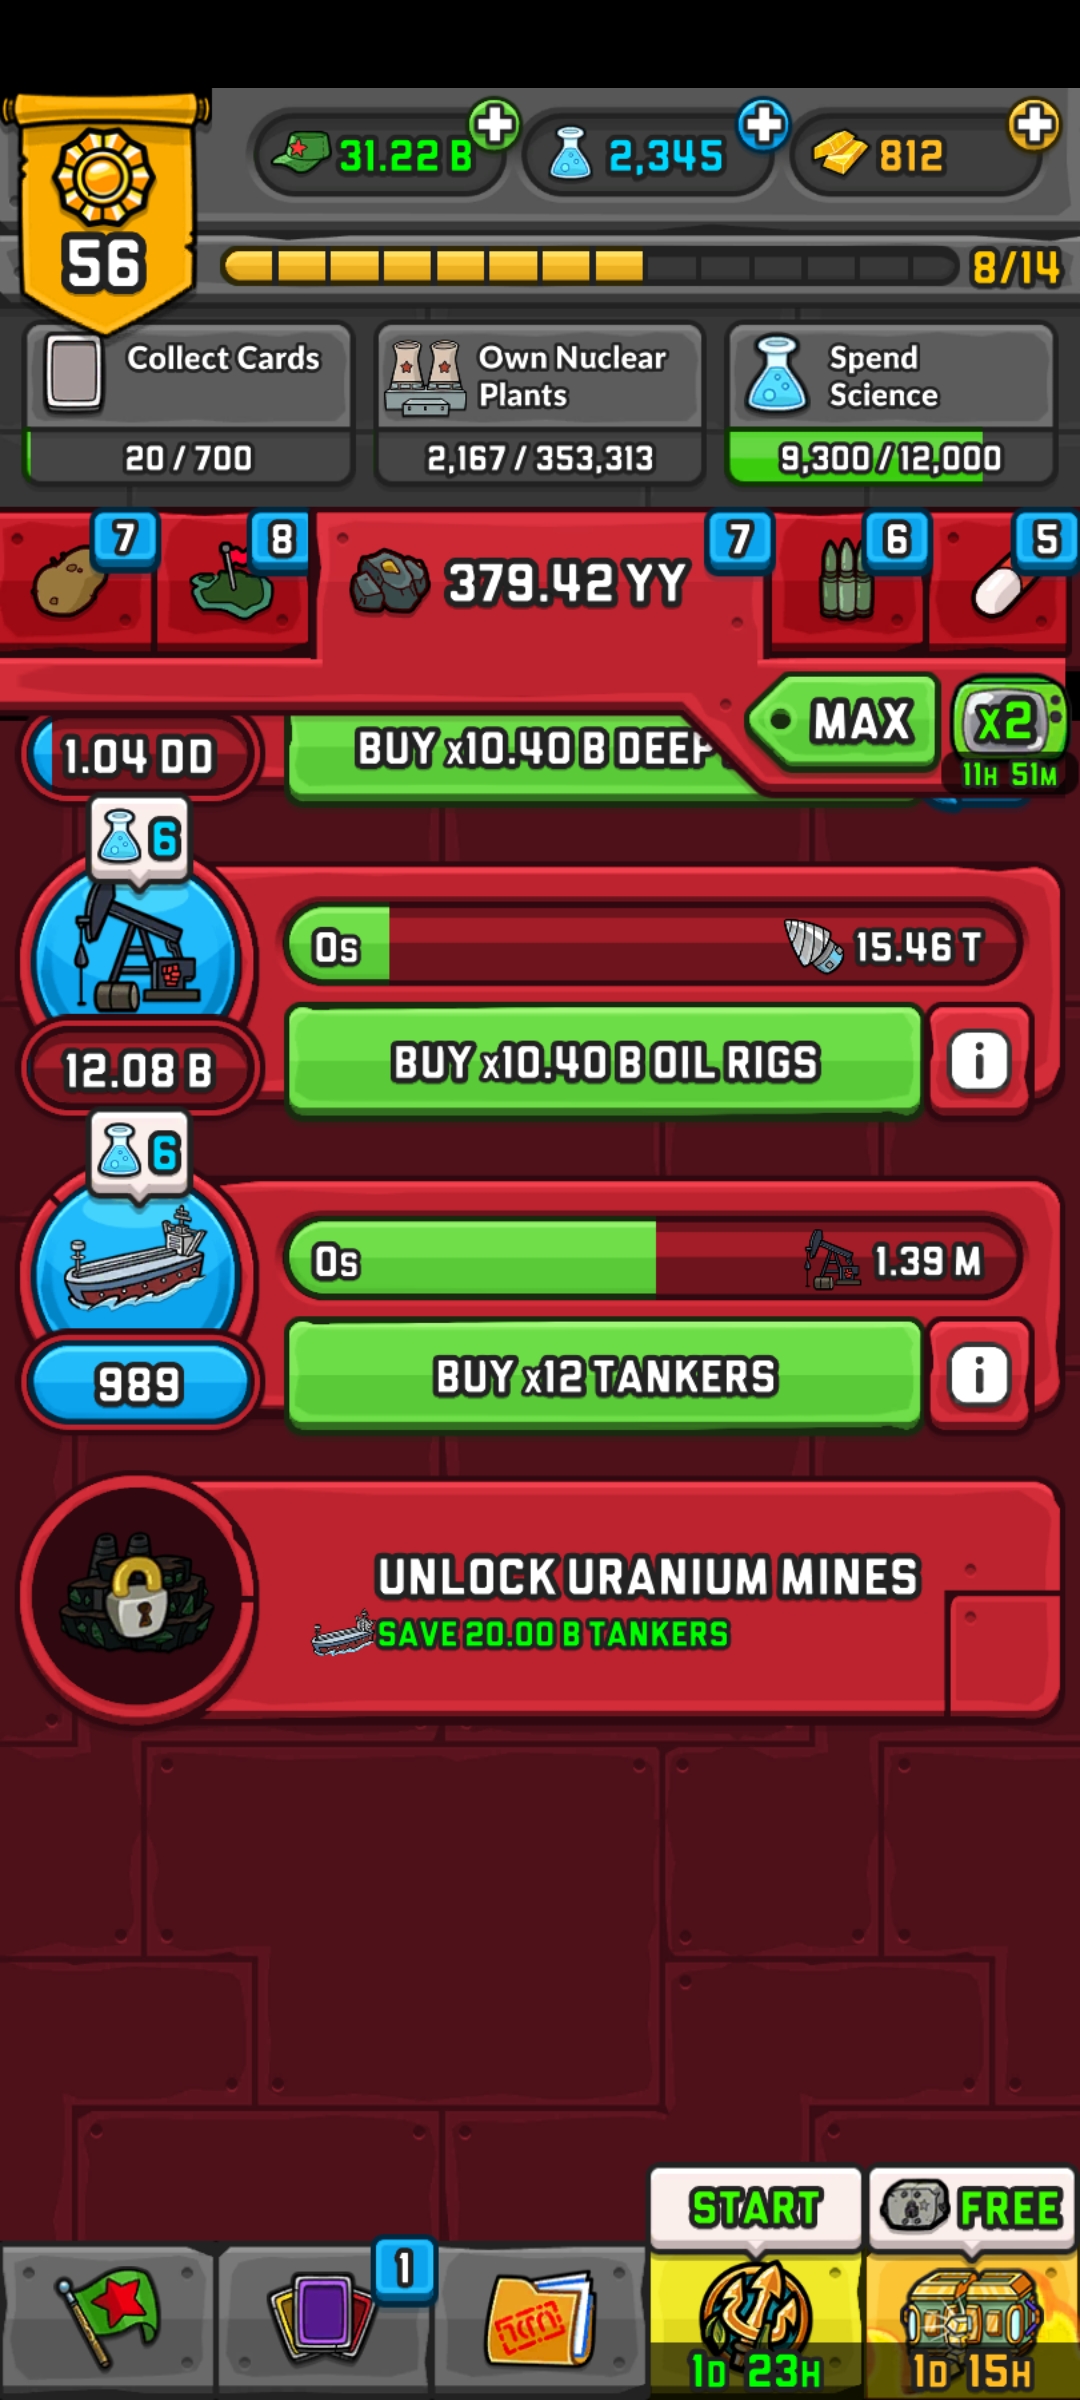 31.22 B
2,345
812
56
8/14
Collect Cards
20 / 700
Own Nuclear
Plants
2,167 / 353,313
Spend
Science
9,300 / 12,000
7
8
379.42 YY
7
6
5
MAX
x2
11H 51M
1.04 DD
BUY x10.40 B DEEP
6
0s
15.46 T
12.08 B
BUY x10.40 B OIL RIGS
i
6
0s
1.39 M
989
BUY x12 TANKERS
i
UNLOCK URANIUM MINES
SAVE 20.00 B TANKERS
START
FREE
1
1D 23H
1D 15H